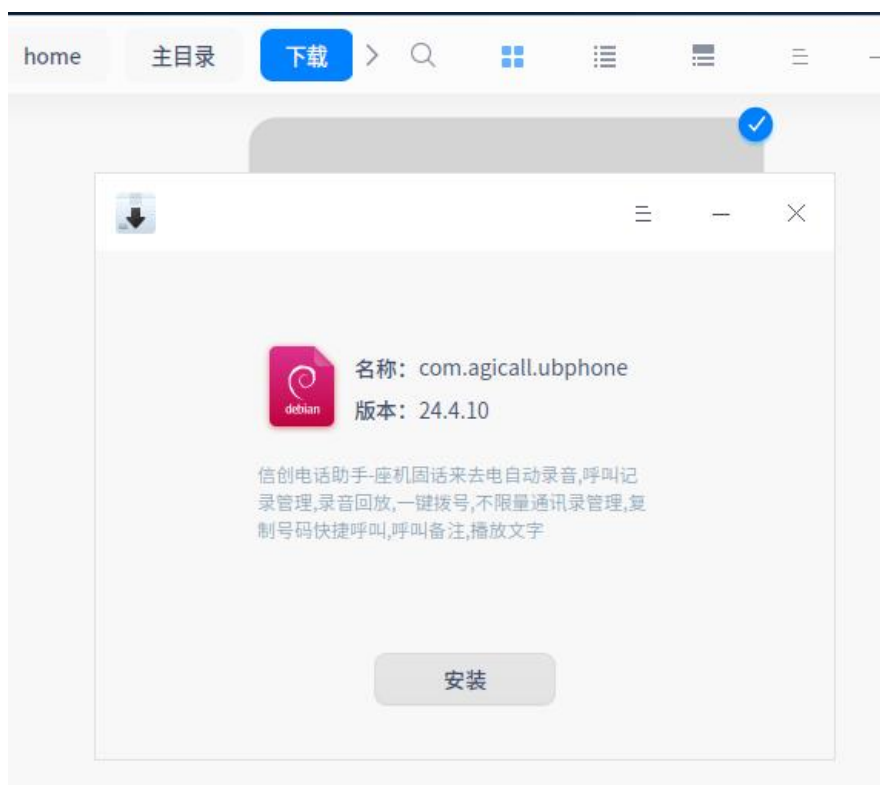 home 主目录 下载
名称：com.agicall.ubphone
debian
版本：24.4.10
信创电话助手-座机固话来去电自动录音,呼叫记
录管理,录音回放,一键拨号,不限量通讯录管理,复
制号码快捷呼叫,呼叫备注,播放文字
安装